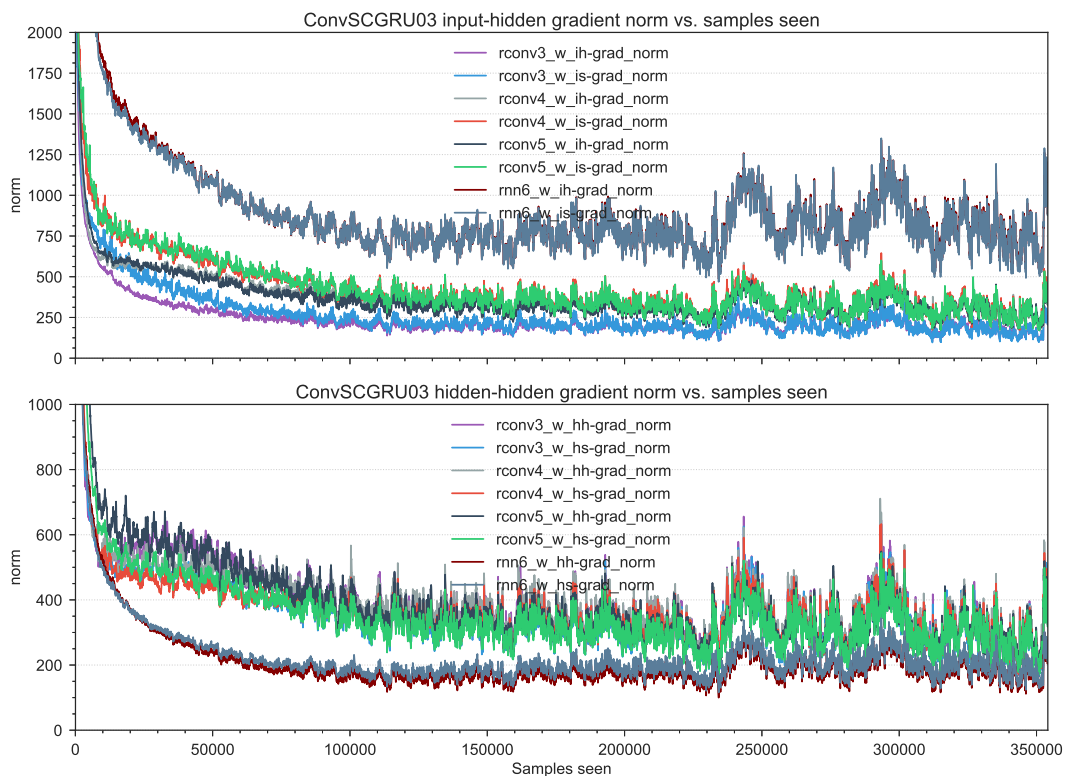 ConvSCGRU03 input-hidden gradient norm vs. samples seen
2000
1750
1500
1250
1000
750
500
250
0
norm
rconv3_w_ih-grad_norm
rconv3_w_is-grad_norm
rconv4_w_ih-grad_norm
rconv4_w_is-grad_norm
rconv5_w_ih-grad_norm
rconv5_w_is-grad_norm
rnn6_w_ih-grad_norm
rnn6_w_is-grad_norm
ConvSCGRU03 hidden-hidden gradient norm vs. samples seen
1000
800
600
400
200
0
norm
rconv3_w_hh-grad_norm
rconv3_w_hs-grad_norm
rconv4_w_hh-grad_norm
rconv4_w_hs-grad_norm
rconv5_w_hh-grad_norm
rconv5_w_hs-grad_norm
rnn6_w_hh-grad_norm
rnn6_w_hs-grad_norm
0 50000 100000 150000 200000 250000 300000 350000
Samples seen